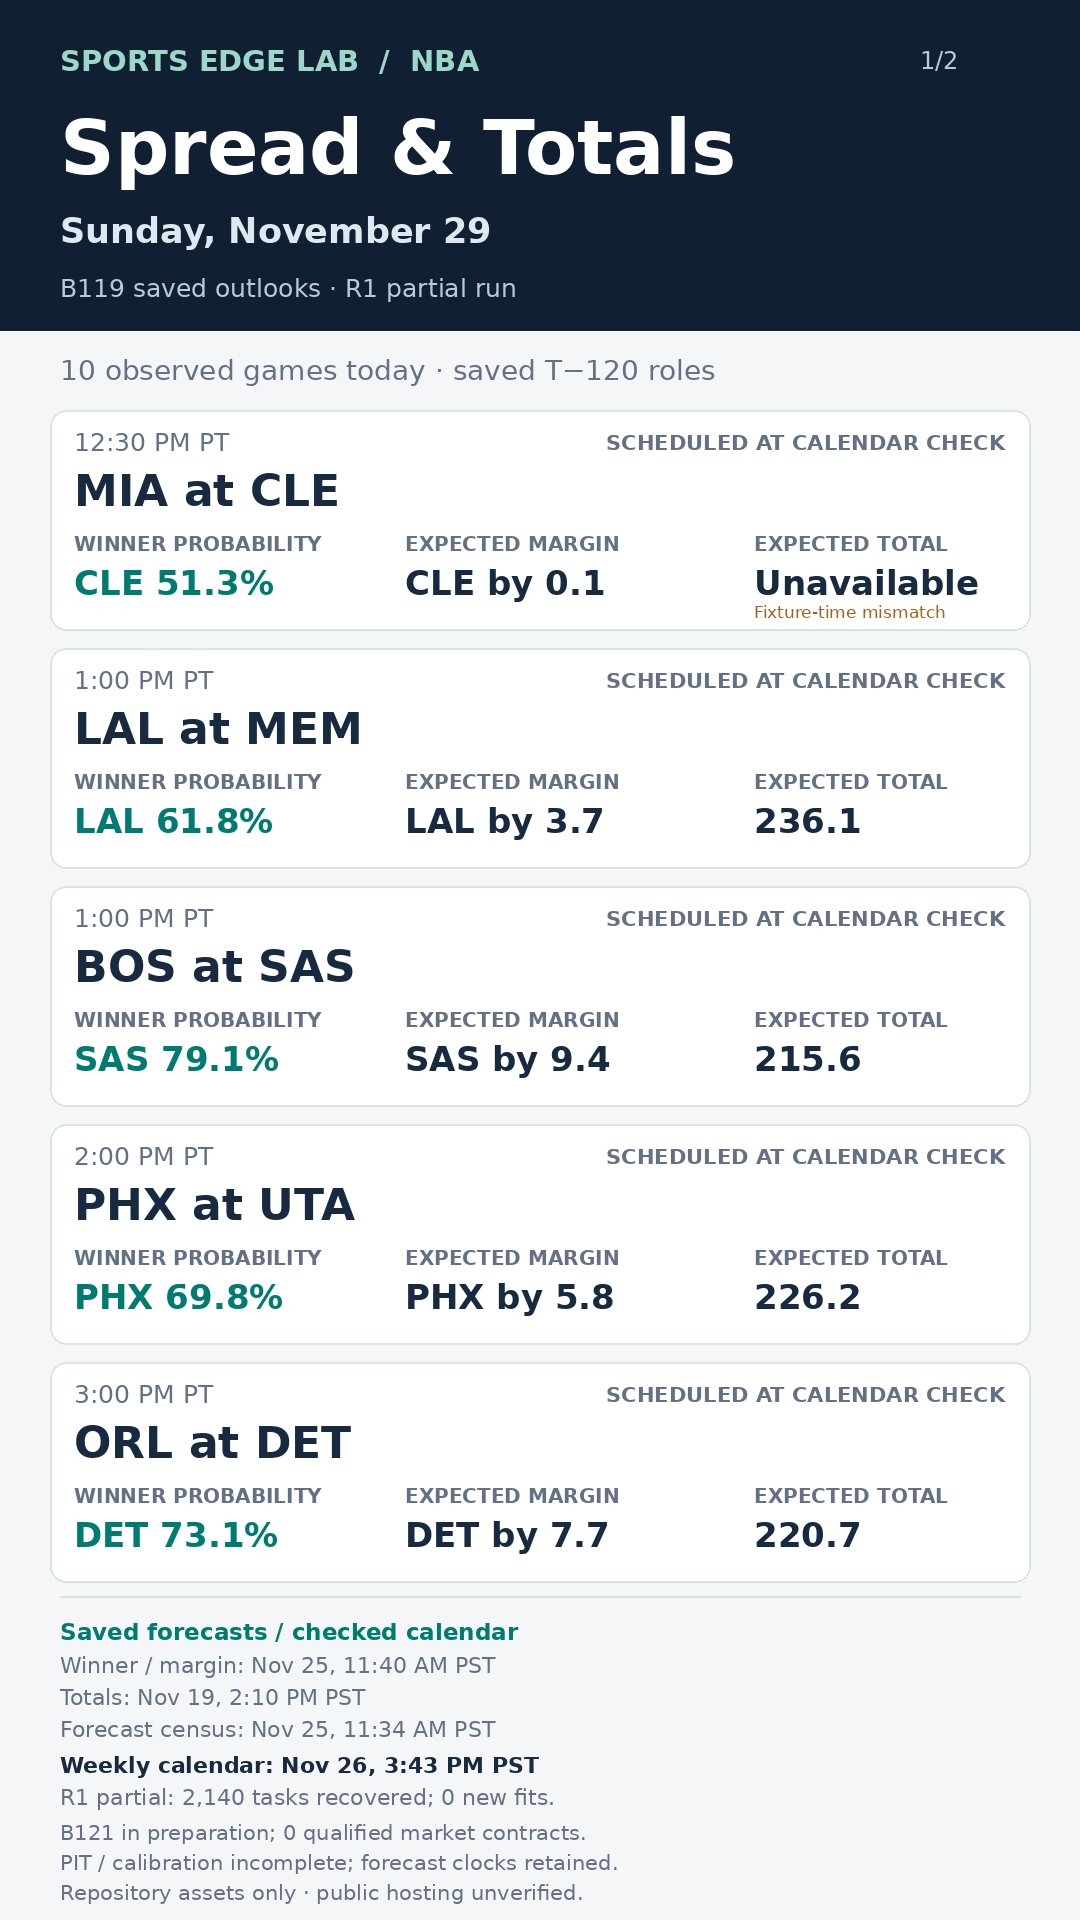 SPORTS EDGE LAB / NBA 1/2
Spread & Totals
Sunday, November 29
B119 saved outlooks · R1 partial run
10 observed games today · saved T−120 roles
12:30 PM PT SCHEDULED AT CALENDAR CHECK
MIA at CLE
WINNER PROBABILITY EXPECTED MARGIN EXPECTED TOTAL
CLE 51.3% CLE by 0.1 Unavailable
Fixture-time mismatch
1:00 PM PT SCHEDULED AT CALENDAR CHECK
LAL at MEM
WINNER PROBABILITY EXPECTED MARGIN EXPECTED TOTAL
LAL 61.8% LAL by 3.7 236.1
1:00 PM PT SCHEDULED AT CALENDAR CHECK
BOS at SAS
WINNER PROBABILITY EXPECTED MARGIN EXPECTED TOTAL
SAS 79.1% SAS by 9.4 215.6
2:00 PM PT SCHEDULED AT CALENDAR CHECK
PHX at UTA
WINNER PROBABILITY EXPECTED MARGIN EXPECTED TOTAL
PHX 69.8% PHX by 5.8 226.2
3:00 PM PT SCHEDULED AT CALENDAR CHECK
ORL at DET
WINNER PROBABILITY EXPECTED MARGIN EXPECTED TOTAL
DET 73.1% DET by 7.7 220.7
Saved forecasts / checked calendar
Winner / margin: Nov 25, 11:40 AM PST
Totals: Nov 19, 2:10 PM PST
Forecast census: Nov 25, 11:34 AM PST
Weekly calendar: Nov 26, 3:43 PM PST
R1 partial: 2,140 tasks recovered; 0 new fits.
B121 in preparation; 0 qualified market contracts.
PIT / calibration incomplete; forecast clocks retained.
Repository assets only · public hosting unverified.